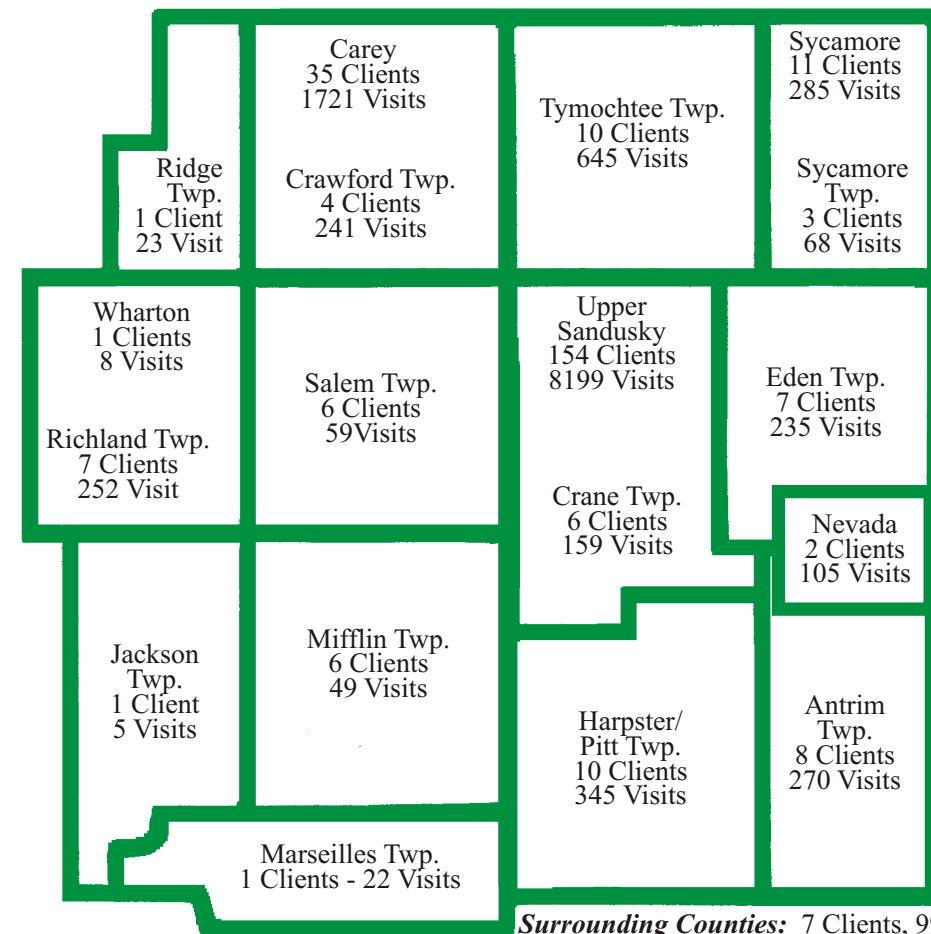 Carey
35 Clients
1721 Visits
Sycamore
11 Clients
285 Visits
Tymochtee Twp.
10 Clients
645 Visits
Ridge
Twp.
1 Client
23 Visit
Crawford Twp.
4 Clients
241 Visits
Sycamore
Twp.
3 Clients
68 Visits
Wharton
1 Clients
8 Visits
Richland Twp.
7 Clients
252 Visit
Salem Twp.
6 Clients
59Visits
Upper
Sandusky
154 Clients
8199 Visits
Crane Twp.
6 Clients
159 Visits
Eden Twp.
7 Clients
235 Visits
Nevada
2 Clients
105 Visits
Jackson
Twp.
1 Client
5 Visits
Mifflin Twp.
6 Clients
49 Visits
Harpster/
Pitt Twp.
10 Clients
345 Visits
Antrim
Twp.
8 Clients
270 Visits
Marseilles Twp.
1 Clients - 22 Visits
Surrounding Counties: 7 Clients,